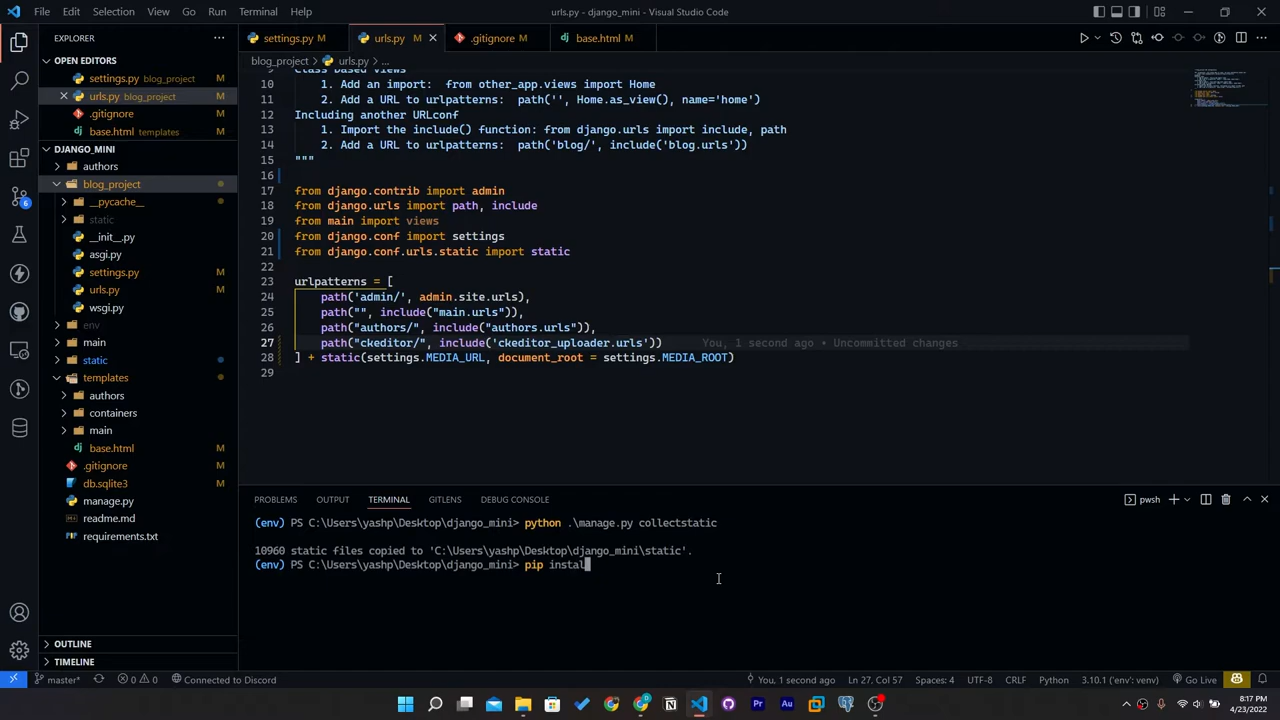 File Edit Selection View Go Run Terminal Help
urls.py - django_mini - Visual Studio Code
EXPLORER
OPEN EDITORS
settings.py blog_project M
urls.py blog_project M
.gitignore M
base.html templates M
DJANGO_MINI
authors
blog_project
__pycache__
static
__init__.py
asgi.py
settings.py M
urls.py M
wsgi.py
env
main
static
templates
authors
containers
main
base.html M
.gitignore M
db.sqlite3 M
manage.py
readme.md
requirements.txt
OUTLINE
TIMELINE
settings.py M urls.py M .gitignore M base.html M
blog_project > urls.py > ...
9 Class based views
10 1. Add an import: from other_app.views import Home
11 2. Add a URL to urlpatterns: path('', Home.as_view(), name='home')
12 Including another URLconf
13 1. Import the include() function: from django.urls import include, path
14 2. Add a URL to urlpatterns: path('blog/', include('blog.urls'))
15 """
16
17 from django.contrib import admin
18 from django.urls import path, include
19 from main import views
20 from django.conf import settings
21 from django.conf.urls.static import static
22
23 urlpatterns = [
24 path('admin/', admin.site.urls),
25 path("", include("main.urls")),
26 path("authors/", include("authors.urls")),
27 path("ckeditor/", include('ckeditor_uploader.urls')) You, 1 second ago • Uncommitted changes
28 ] + static(settings.MEDIA_URL, document_root = settings.MEDIA_ROOT)
29
PROBLEMS OUTPUT TERMINAL GITLENS DEBUG CONSOLE
pwsh
(env) PS C:\Users\yashp\Desktop\django_mini> python .\manage.py collectstatic
10960 static files copied to 'C:\Users\yashp\Desktop\django_mini\static'.
(env) PS C:\Users\yashp\Desktop\django_mini> pip instal
6
master* 0 0 Connected to Discord You, 1 second ago Ln 27, Col 57 Spaces: 4 UTF-8 CRLF Python 3.10.1 ('env': venv) Go Live
Pr Au
8:17 PM
4/23/2022